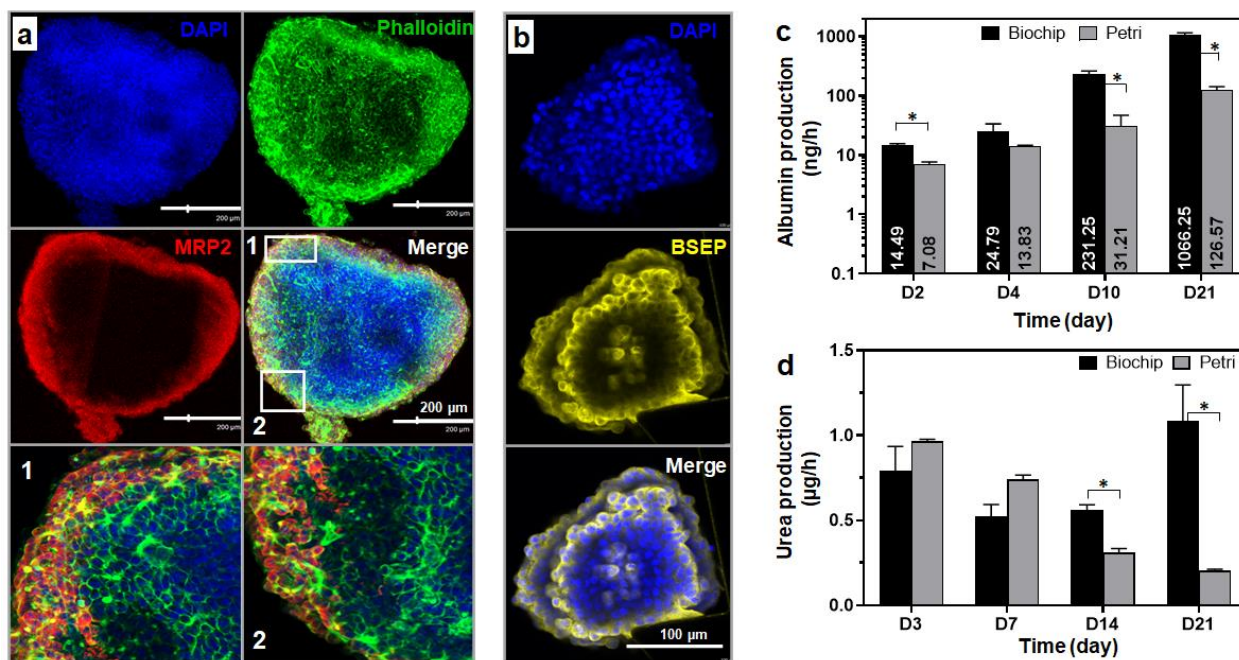 a
DAPI
200 µm
Phalloidin
200 µm
MRP2
200 µm
1
Merge
200 µm
2
1
2
b
DAPI
BSEP
Merge
100 µm
c
Biochip Petri
Albumin production
(ng/h)
1000
100
10
1
0.1
* * *
14.49 7.08 24.79 13.83 231.25 31.21 1066.25 126.57
D2 D4 D10 D21
Time (day)
d
Biochip Petri
Urea production
(µg/h)
1.5
1.0
0.5
0.0
* *
D3 D7 D14 D21
Time (day)